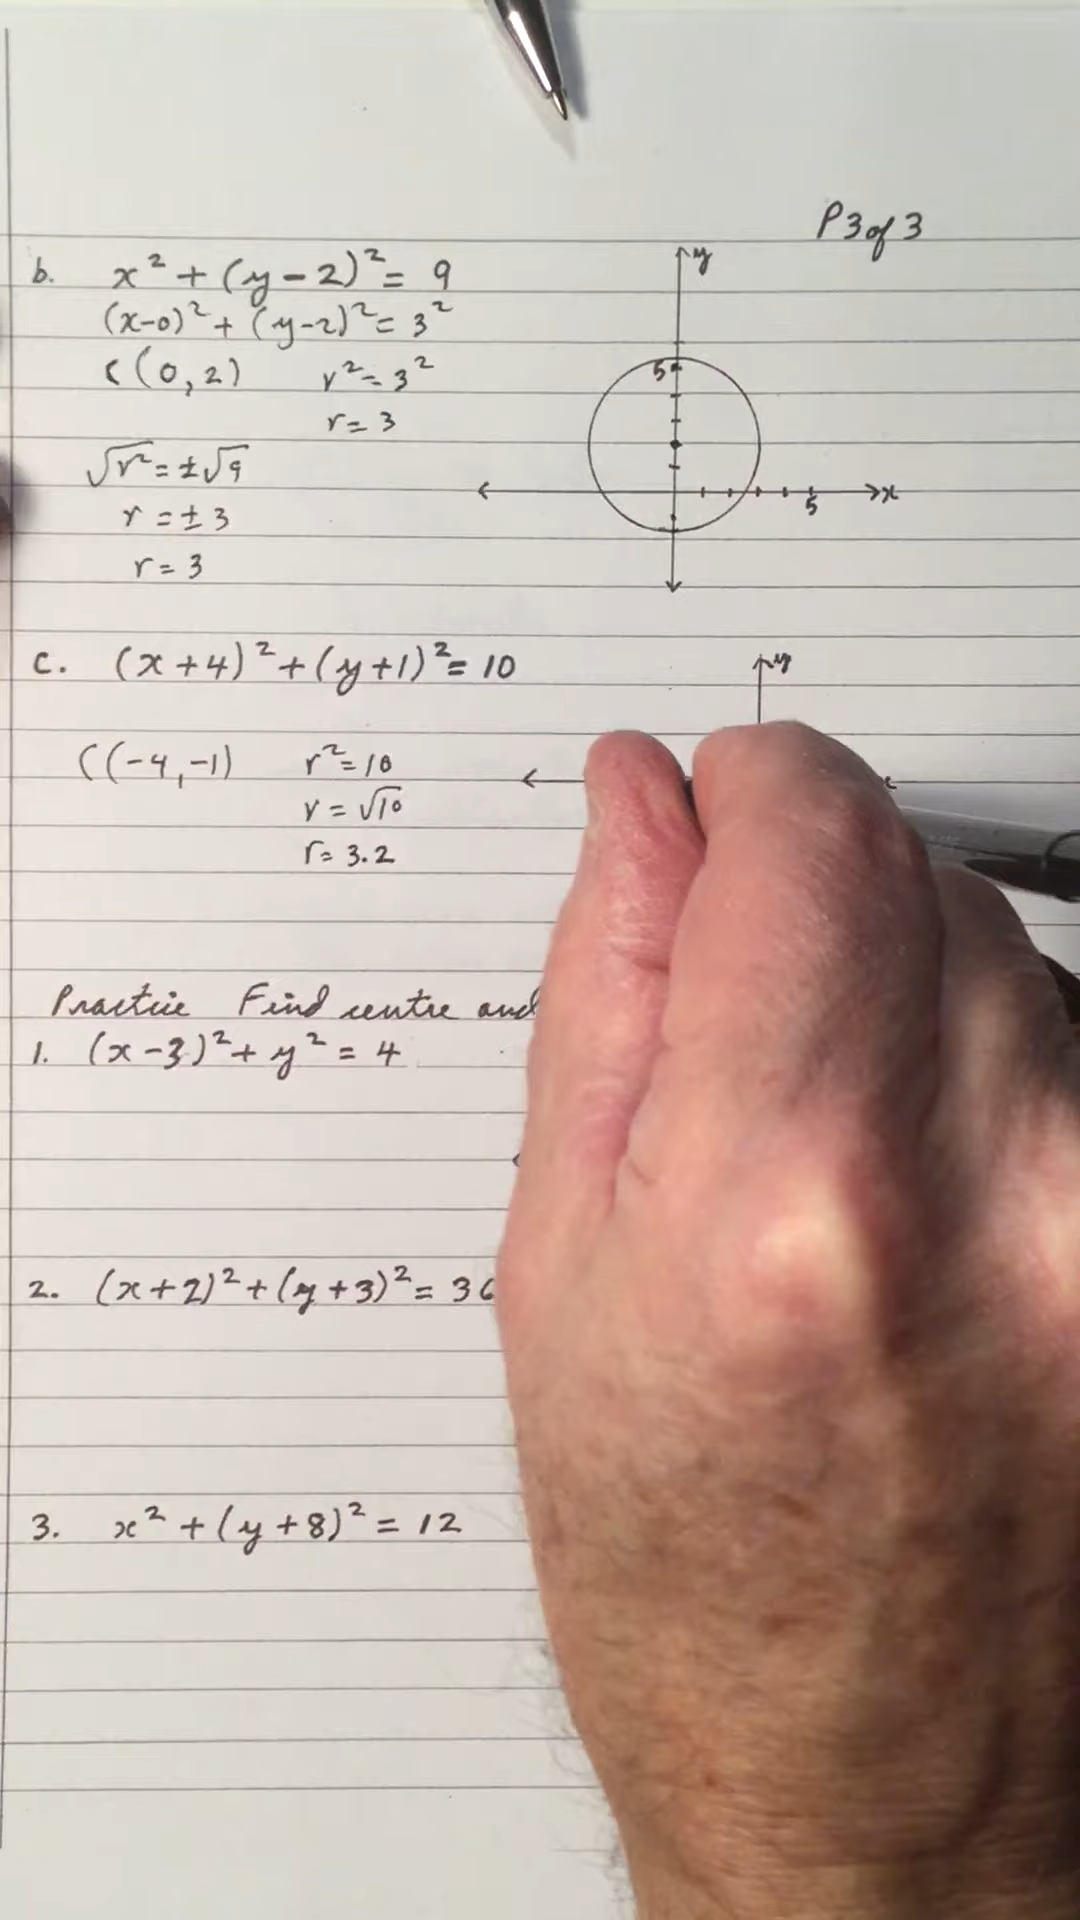 P 3 of 3
b. x² + (y - 2)² = 9
(x-0)² + (y-2)² = 3²
C (0, 2) r² = 3²
r = 3
√r² = ±√9
r = ± 3
r = 3
y
5
x
5
c. (x + 4)² + (y + 1)² = 10
C (-4, -1) r² = 10
r = √10
r = 3.2
y
Practice Find centre and
1. (x - 3)² + y² = 4
2. (x + 2)² + (y + 3)² = 36
3. x² + (y + 8)² = 12